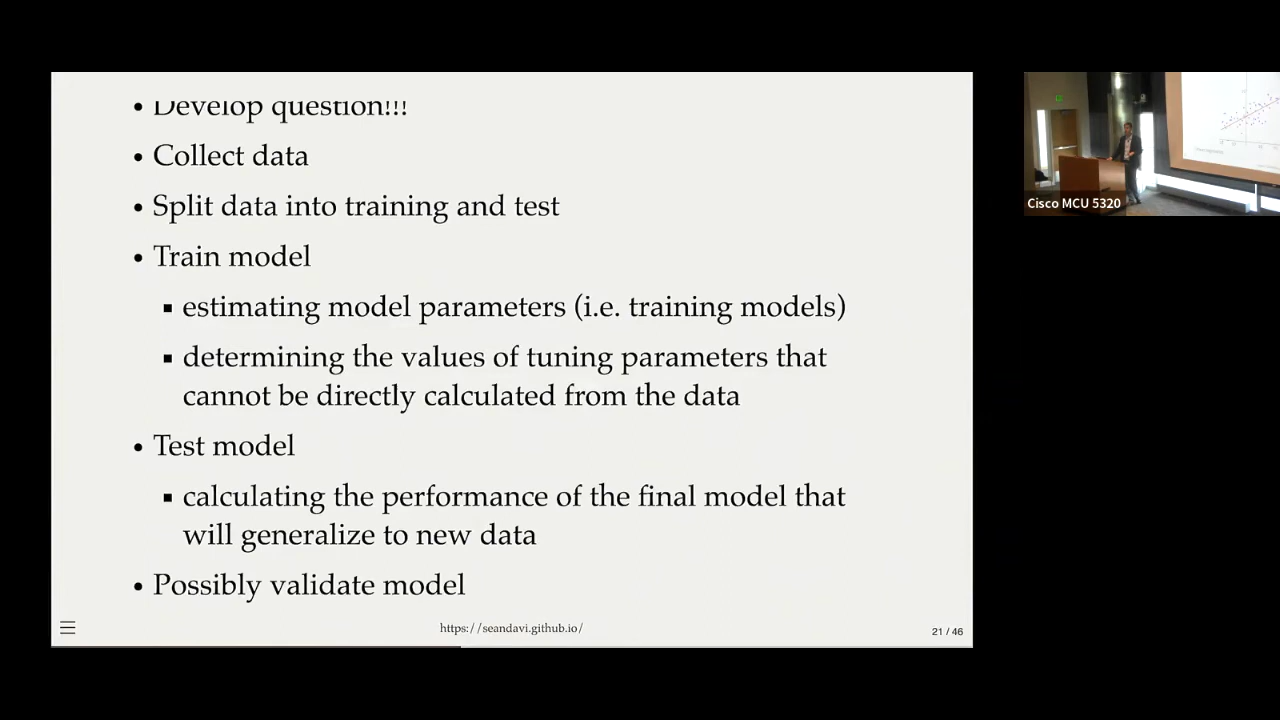 • Develop question!!!
• Collect data
• Split data into training and test
• Train model
▪ estimating model parameters (i.e. training models)
▪ determining the values of tuning parameters that
cannot be directly calculated from the data
• Test model
▪ calculating the performance of the final model that
will generalize to new data
• Possibly validate model
https://seandavi.github.io/
21 / 46
Cisco MCU 5320